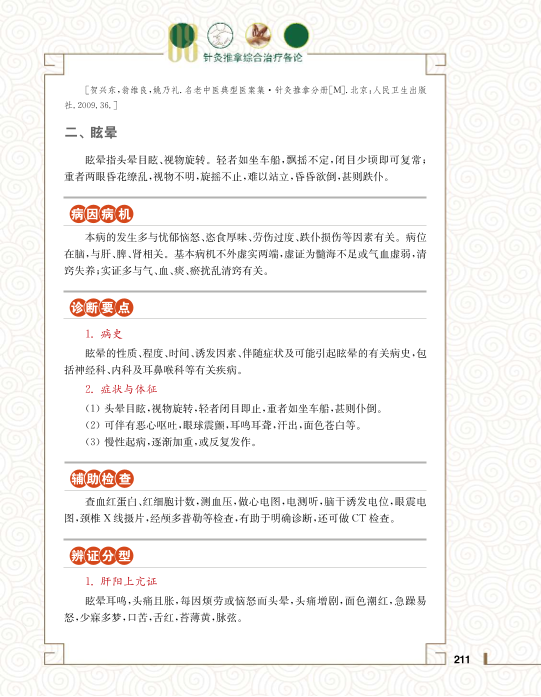 针灸推拿综合治疗备论
［贺兴东,翁维良,姚乃礼.名老中医典型医案集·针灸推拿分册[M].北京:人民卫生出版
社,2009,36.］
二、眩晕
眩晕指头晕目眩、视物旋转。轻者如坐车船,飘摇不定,闭目少顷即可复常;
重者两眼昏花缭乱,视物不明,旋摇不止,难以站立,昏昏欲倒,甚则跌仆。
病因病机
本病的发生多与忧郁恼怒、恣食厚味、劳伤过度、跌仆损伤等因素有关。病位
在脑,与肝、脾、肾相关。基本病机不外虚实两端,虚证为髓海不足或气血虚弱,清
窍失养;实证多与气、血、痰、瘀扰乱清窍有关。
诊断要点
1. 病史
眩晕的性质、程度、时间、诱发因素、伴随症状及可能引起眩晕的有关病史,包
括神经科、内科及耳鼻喉科等有关疾病。
2. 症状与体征
(1) 头晕目眩,视物旋转,轻者闭目即止,重者如坐车船,甚则仆倒。
(2) 可伴有恶心呕吐,眼球震颤,耳鸣耳聋,汗出,面色苍白等。
(3) 慢性起病,逐渐加重,或反复发作。
辅助检查
查血红蛋白、红细胞计数,测血压,做心电图,电测听,脑干诱发电位,眼震电
图,颈椎 X 线摄片,经颅多普勒等检查,有助于明确诊断,还可做 CT 检查。
辨证分型
1. 肝阳上亢证
眩晕耳鸣,头痛且胀,每因烦劳或恼怒而头晕,头痛增剧,面色潮红,急躁易
怒,少寐多梦,口苦,舌红,苔薄黄,脉弦。
211